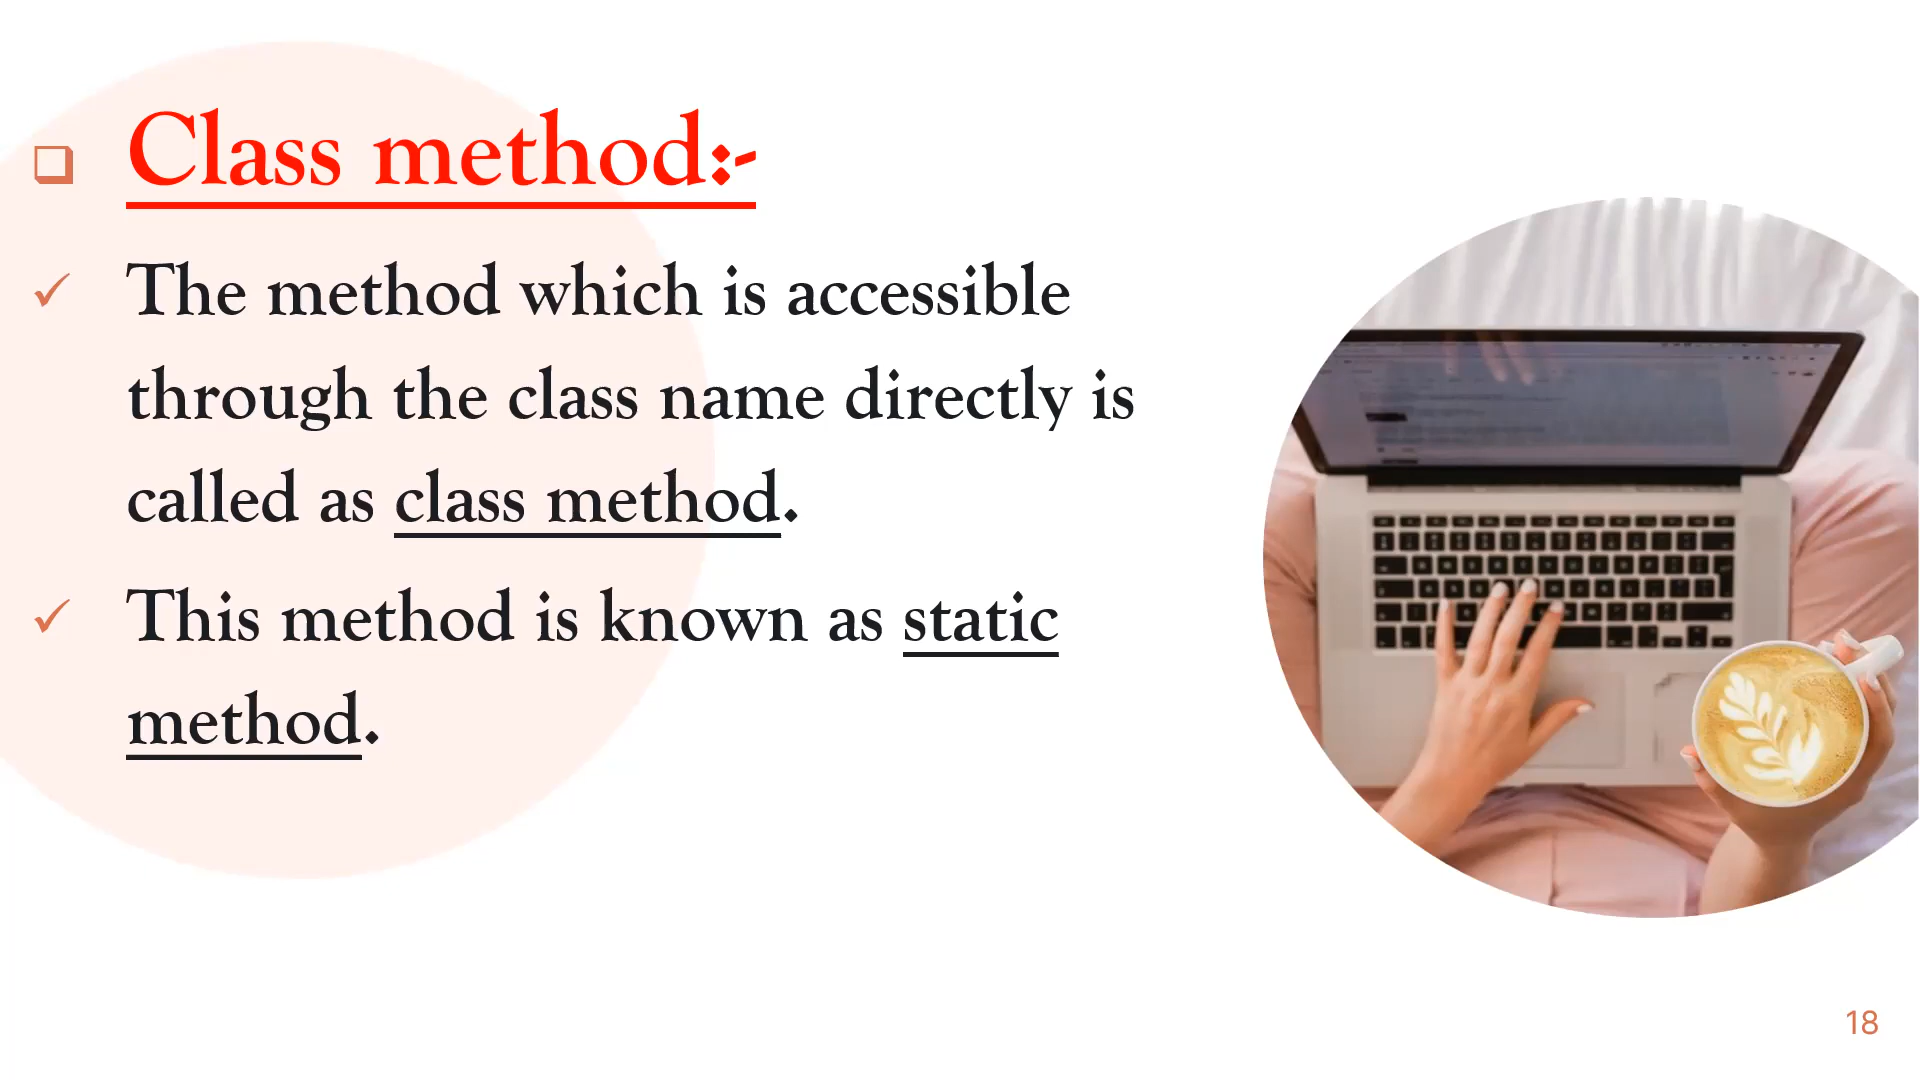 Class method:-
The method which is accessible
through the class name directly is
called as class method.
This method is known as static
method.
18